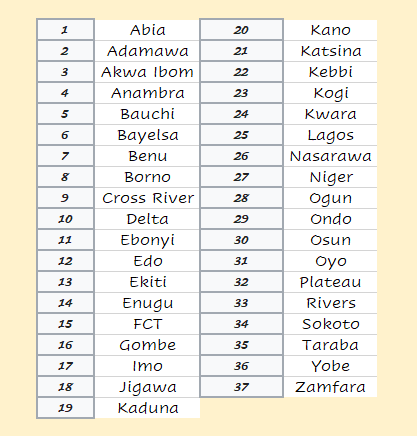 1 Abia 20 Kano
2 Adamawa 21 Katsina
3 Akwa Ibom 22 Kebbi
4 Anambra 23 Kogi
5 Bauchi 24 Kwara
6 Bayelsa 25 Lagos
7 Benu 26 Nasarawa
8 Borno 27 Niger
9 Cross River 28 Ogun
10 Delta 29 Ondo
11 Ebonyi 30 Osun
12 Edo 31 Oyo
13 Ekiti 32 Plateau
14 Enugu 33 Rivers
15 FCT 34 Sokoto
16 Gombe 35 Taraba
17 Imo 36 Yobe
18 Jigawa 37 Zamfara
19 Kaduna